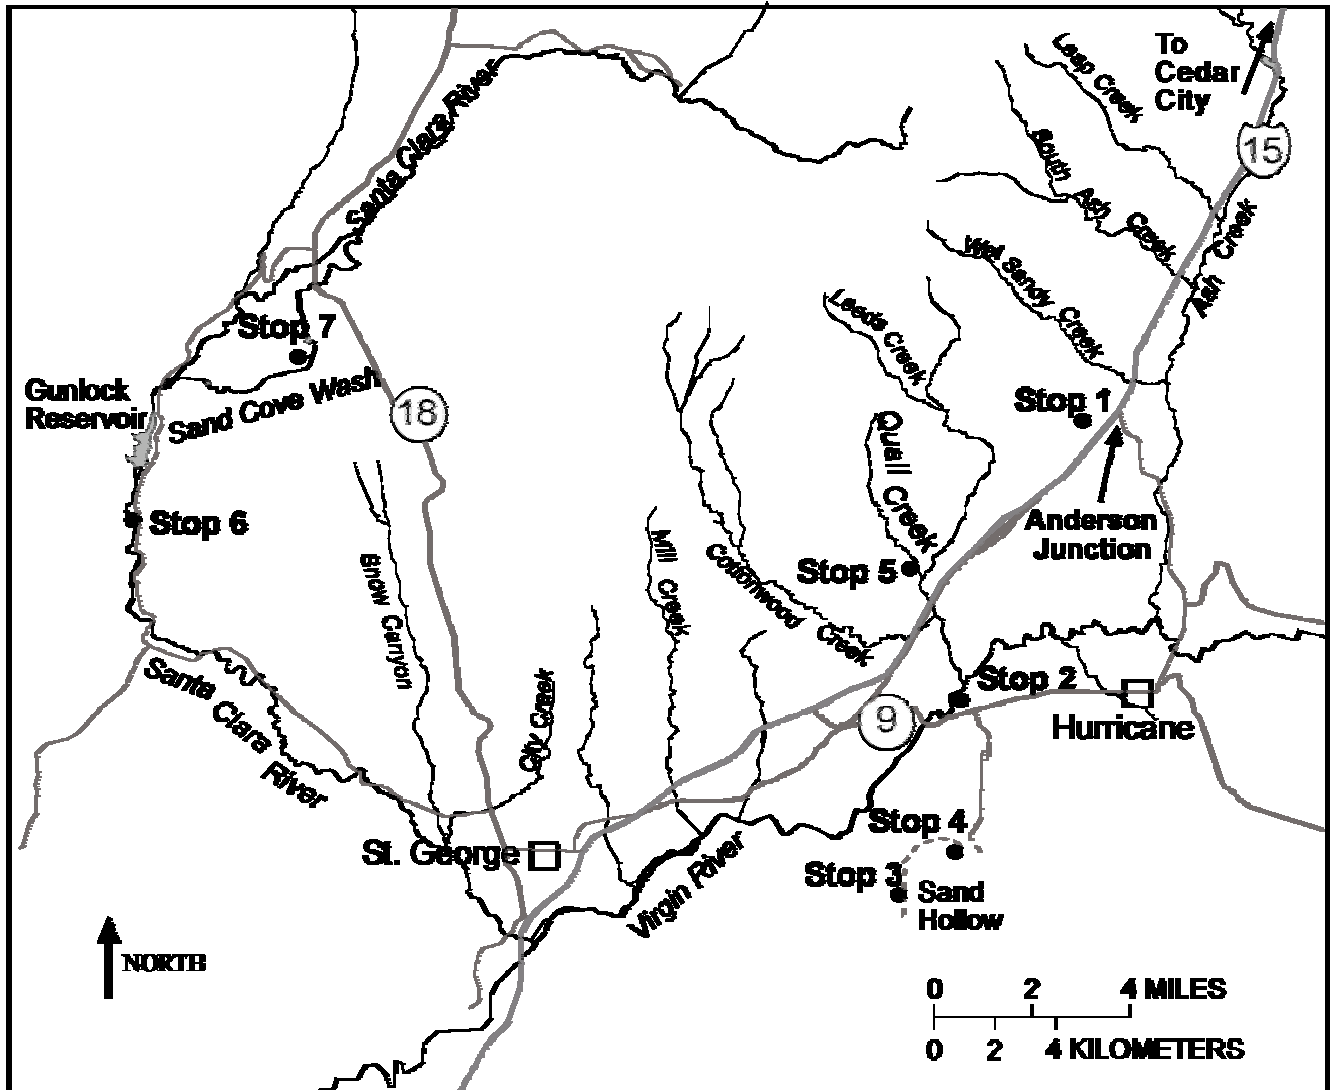 To
Cedar
City
15
Leap Creek
South Ash Creek
Ash Creek
Wet Sandy Creek
Santa Clara River
Stop 7
Gunlock
Reservoir
Sand Cove Wash
18
Leeds Creek
Stop 1
Quail Creek
Anderson
Junction
Stop 6
Snow Canyon
Mill Creek
Cottonwood Creek
Stop 5
Santa Clara
River
City Creek
Stop 2
9
Hurricane
St. George
Virgin River
Stop 4
Stop 3
Sand
Hollow
NORTH
0 2 4 MILES
0 2 4 KILOMETERS